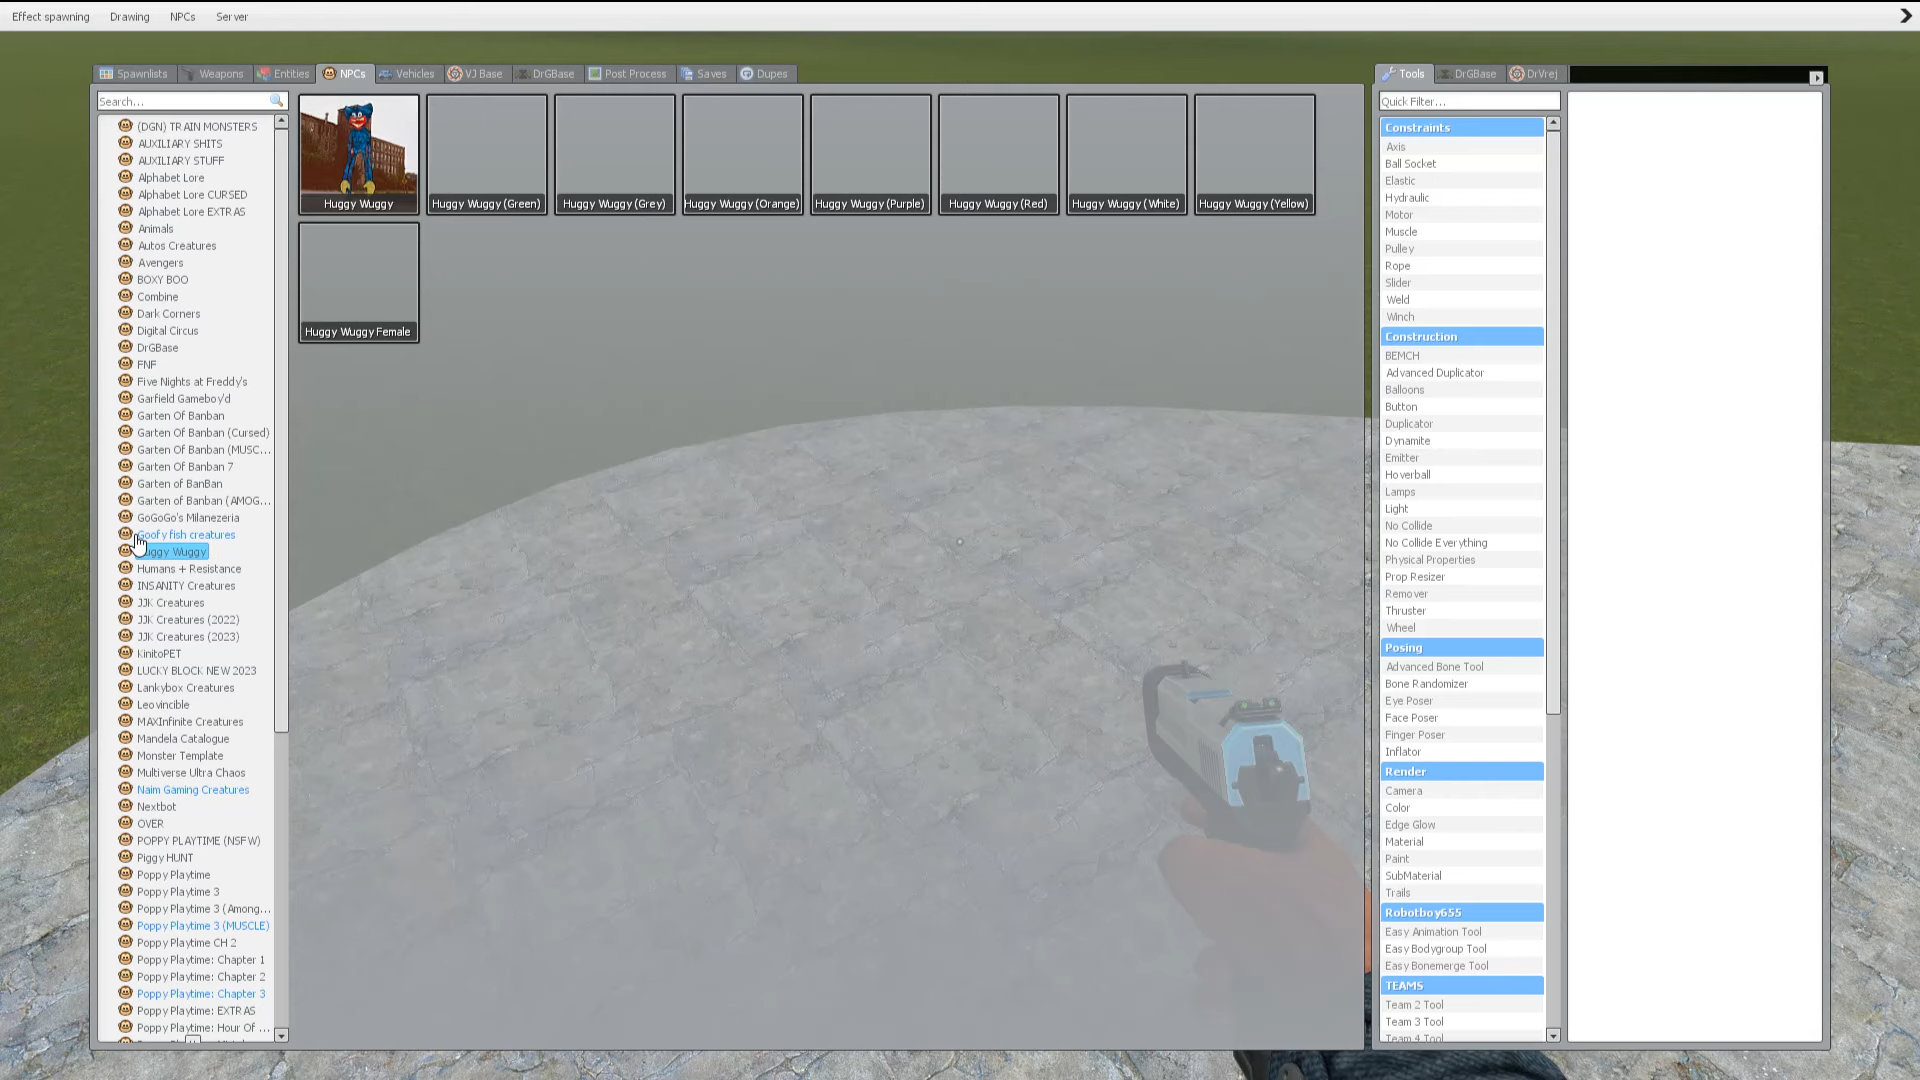 Effect spawning Drawing NPCs Server
Spawnlists Weapons Entities NPCs Vehicles VJ Base DrGBase Post Process Saves Dupes
Search...
(DGN) TRAIN MONSTERS
AUXILIARY SHITS
AUXILIARY STUFF
Alphabet Lore
Alphabet Lore CURSED
Alphabet Lore EXTRAS
Animals
Autos Creatures
Avengers
BOXY BOO
Combine
Dark Corners
Digital Circus
DrGBase
FNF
Five Nights at Freddy's
Garfield Gameboy'd
Garten Of Banban
Garten Of Banban (Cursed)
Garten Of Banban (MUSC...
Garten Of Banban 7
Garten of BanBan
Garten of Banban (AMOG...
GoGoGo's Milanezeria
Goofy fish creatures
Huggy Wuggy
Humans + Resistance
INSANITY Creatures
JJK Creatures
JJK Creatures (2022)
JJK Creatures (2023)
KinitoPET
LUCKY BLOCK NEW 2023
Lankybox Creatures
Leovincible
MAXInfinite Creatures
Mandela Catalogue
Monster Template
Multiverse Ultra Chaos
Naim Gaming Creatures
Nextbot
OVER
POPPY PLAYTIME (NSFW)
Piggy HUNT
Poppy Playtime
Poppy Playtime 3
Poppy Playtime 3 (Among...
Poppy Playtime 3 (MUSCLE)
Poppy Playtime CH 2
Poppy Playtime: Chapter 1
Poppy Playtime: Chapter 2
Poppy Playtime: Chapter 3
Poppy Playtime: EXTRAS
Poppy Playtime: Hour Of ...
Huggy Wuggy
Huggy Wuggy (Green)
Huggy Wuggy (Grey)
Huggy Wuggy (Orange)
Huggy Wuggy (Purple)
Huggy Wuggy (Red)
Huggy Wuggy (White)
Huggy Wuggy (Yellow)
Huggy Wuggy Female
Tools DrGBase DrVrej
Quick Filter...
Constraints
Axis
Ball Socket
Elastic
Hydraulic
Motor
Muscle
Pulley
Rope
Slider
Weld
Winch
Construction
BEMCH
Advanced Duplicator
Balloons
Button
Duplicator
Dynamite
Emitter
Hoverball
Lamps
Light
No Collide
No Collide Everything
Physical Properties
Prop Resizer
Remover
Thruster
Wheel
Posing
Advanced Bone Tool
Bone Randomizer
Eye Poser
Face Poser
Finger Poser
Inflator
Render
Camera
Color
Edge Glow
Material
Paint
SubMaterial
Trails
Robotboy655
Easy Animation Tool
Easy Bodygroup Tool
Easy Bonemerge Tool
TEAMS
Team 2 Tool
Team 3 Tool
Team 4 Tool